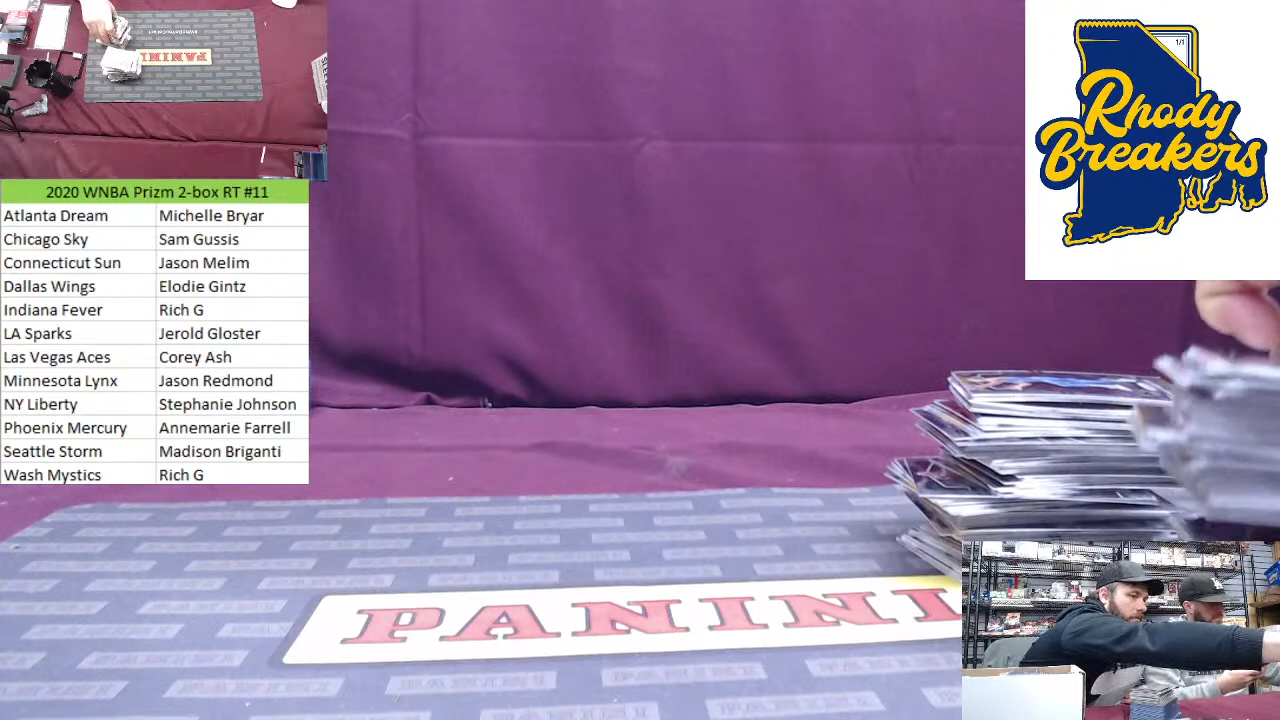 PANINI
2020 WNBA Prizm 2-box RT #11
Atlanta Dream Michelle Bryar
Chicago Sky Sam Gussis
Connecticut Sun Jason Melim
Dallas Wings Elodie Gintz
Indiana Fever Rich G
LA Sparks Jerold Gloster
Las Vegas Aces Corey Ash
Minnesota Lynx Jason Redmond
NY Liberty Stephanie Johnson
Phoenix Mercury Annemarie Farrell
Seattle Storm Madison Briganti
Wash Mystics Rich G
1/1
Rhody
Breakers
PANINI